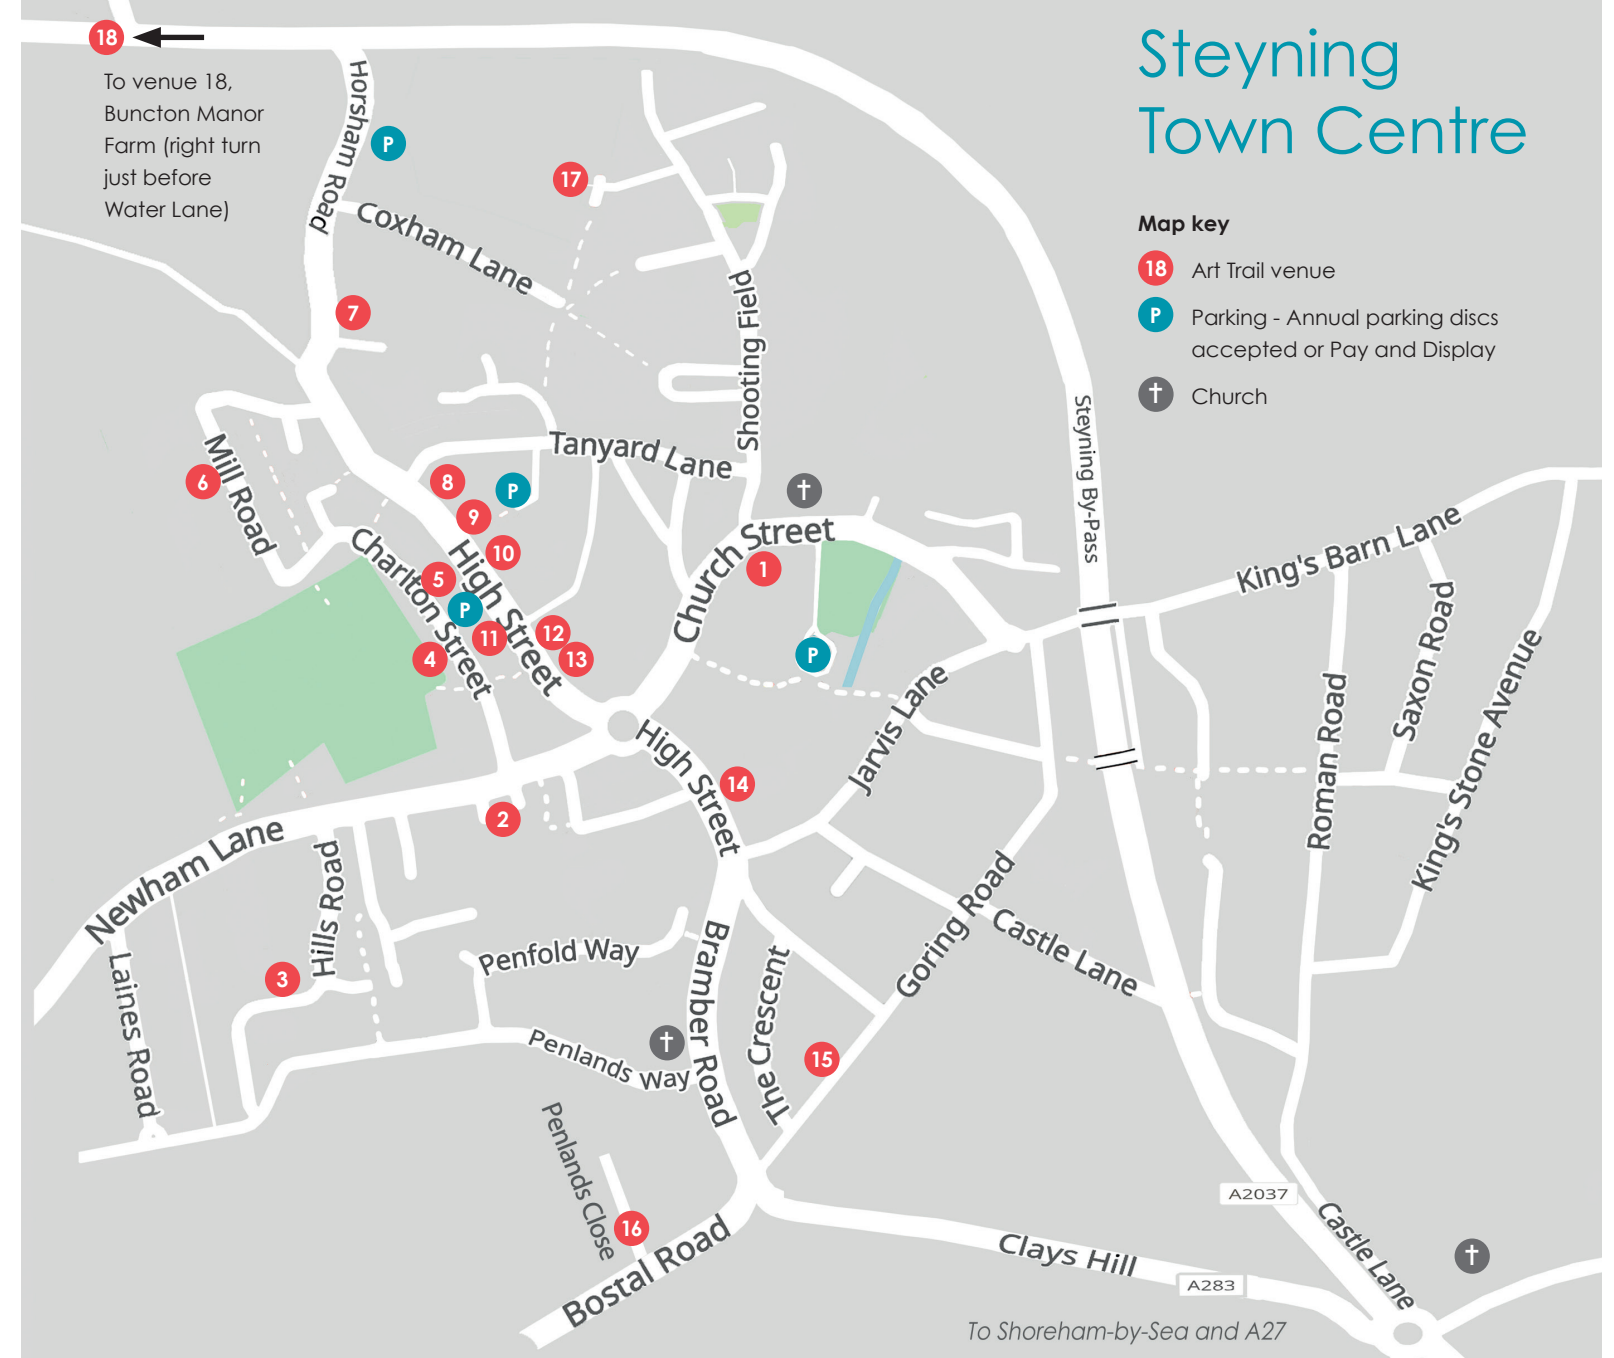 Steyning
Town Centre
Map key
18 Art Trail venue
P Parking - Annual parking discs
accepted or Pay and Display
Church
18
To venue 18,
Buncton Manor
Farm (right turn
just before
Water Lane)
Horsham Road
P
17
Coxham Lane
7
Shooting Field
Steyning By-Pass
Tanyard Lane
Mill Road
6
8
P
9
10
High Street
Charlton Street
5
P
11
4
12
13
Church Street
1
P
King's Barn Lane
Saxon Road
Roman Road
King's Stone Avenue
Jarvis Lane
High Street
14
2
Newham Lane
Hills Road
3
Laines Road
Penfold Way
Penlands Way
Bramber Road
The Crescent
Goring Road
15
Castle Lane
Penlands Close
16
Bostal Road
A2037
Castle Lane
Clays Hill
A283
To Shoreham-by-Sea and A27